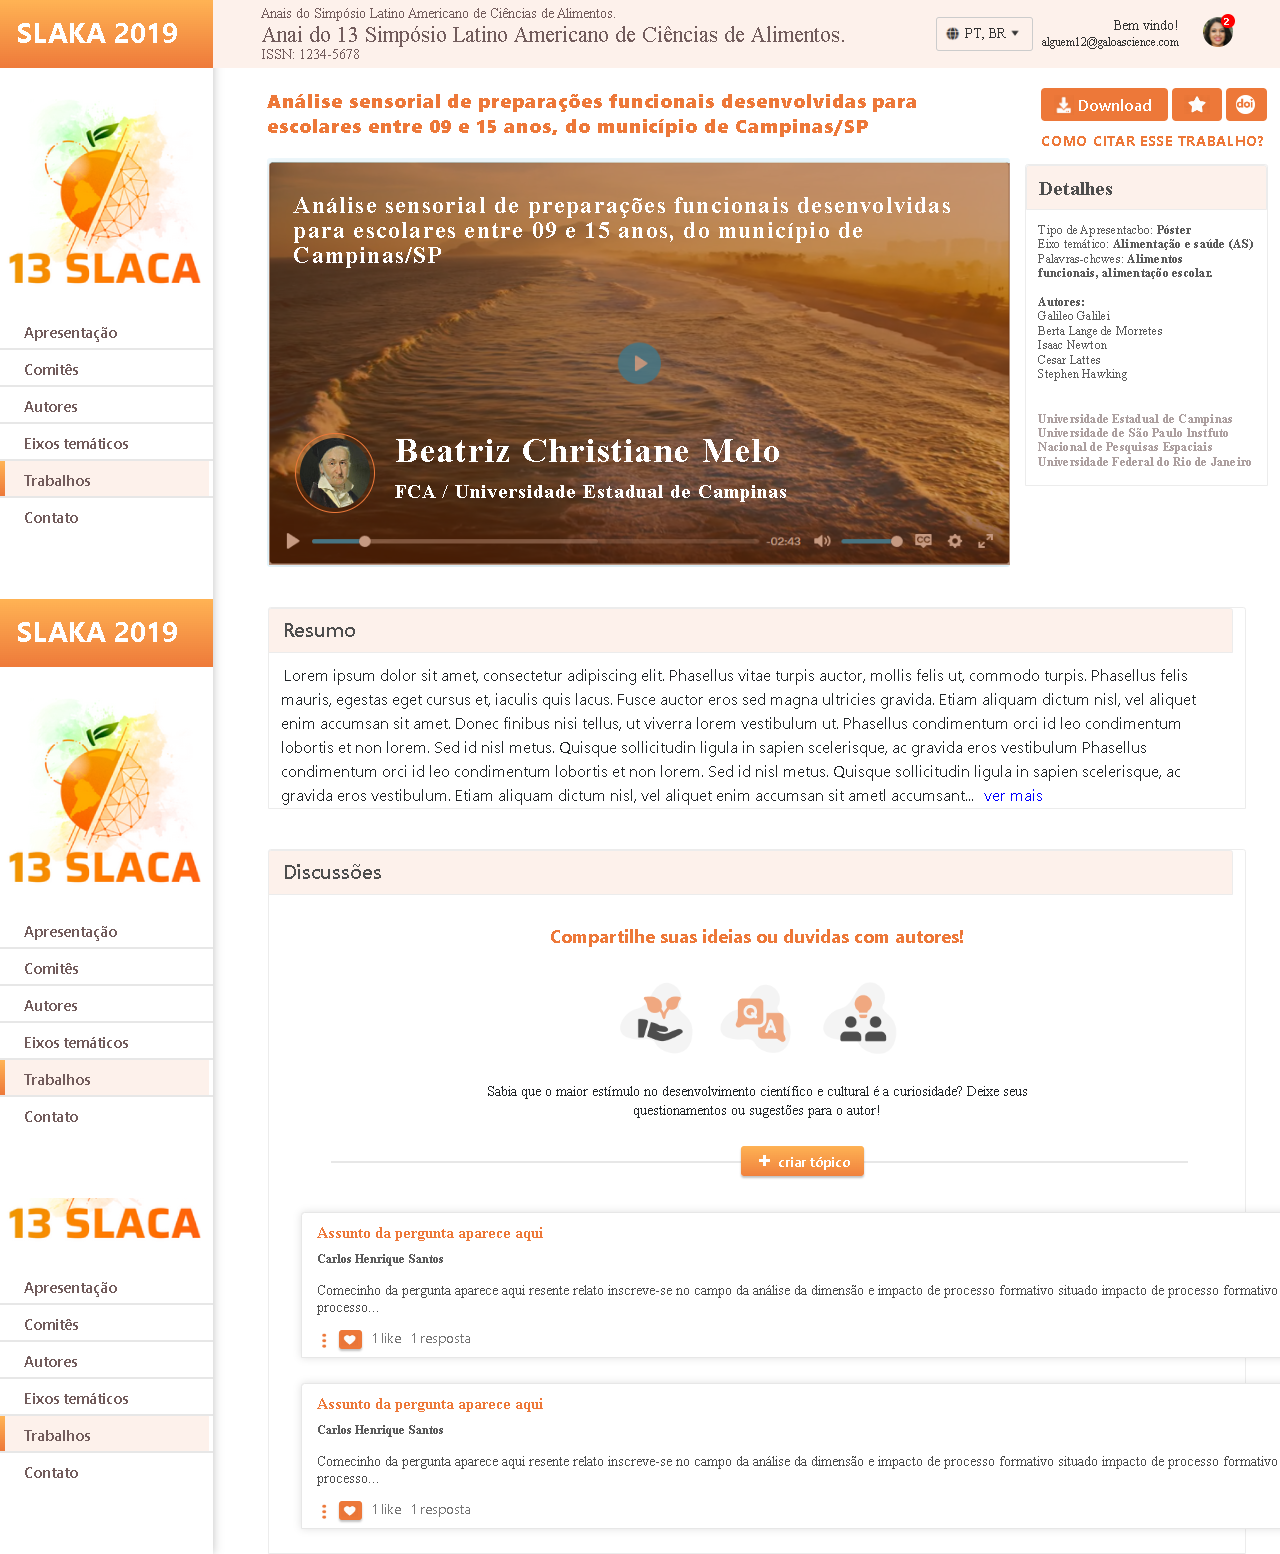 SLAKA 2019
Anais do Simpósio Latino Americano de Ciências de Alimentos.
Anai do 13 Simpósio Latino Americano de Ciências de Alimentos.
ISSN: 1234-5678
PT, BR
Bem vindo!
alguem12@galoascience.com
2
13 SLACA
Apresentação
Comitês
Autores
Eixos temáticos
Trabalhos
Contato
Análise sensorial de preparações funcionais desenvolvidas para
escolares entre 09 e 15 anos, do município de Campinas/SP
Download
doi
COMO CITAR ESSE TRABALHO?
Análise sensorial de preparações funcionais desenvolvidas
para escolares entre 09 e 15 anos, do município de
Campinas/SP
Beatriz Christiane Melo
FCA / Universidade Estadual de Campinas
-02:43
CC
Detalhes
Tipo de Apresentacbo: Póster
Eixo temático: Alimentação e saúde (AS)
Palavras-chcwes: Alimentos
funcionais, alimentação escolar.
Autores:
Galileo Galilei
Berta Lange de Morretes
Isaac Newton
Cesar Lattes
Stephen Hawking
Universidade Estadual de Campinas
Universidade de São Paulo Instfuto
Nacional de Pesquisas Espaciais
Universidade Federal do Rio de Janeiro
SLAKA 2019
13 SLACA
Apresentação
Comitês
Autores
Eixos temáticos
Trabalhos
Contato
Resumo
Lorem ipsum dolor sit amet, consectetur adipiscing elit. Phasellus vitae turpis auctor, mollis felis ut, commodo turpis. Phasellus felis
mauris, egestas eget cursus et, iaculis quis lacus. Fusce auctor eros sed magna ultricies gravida. Etiam aliquam dictum nisl, vel aliquet
enim accumsan sit amet. Donec finibus nisi tellus, ut viverra lorem vestibulum ut. Phasellus condimentum orci id leo condimentum
lobortis et non lorem. Sed id nisl metus. Quisque sollicitudin ligula in sapien scelerisque, ac gravida eros vestibulum Phasellus
condimentum orci id leo condimentum lobortis et non lorem. Sed id nisl metus. Quisque sollicitudin ligula in sapien scelerisque, ac
gravida eros vestibulum. Etiam aliquam dictum nisl, vel aliquet enim accumsan sit ametl accumsant... ver mais
Discussões
Compartilhe suas ideias ou duvidas com autores!
Q
A
Sabia que o maior estímulo no desenvolvimento científico e cultural é a curiosidade? Deixe seus
questionamentos ou sugestões para o autor!
criar tópico
13 SLACA
Apresentação
Comitês
Autores
Eixos temáticos
Trabalhos
Contato
Assunto da pergunta aparece aqui
Carlos Henrique Santos
Comecinho da pergunta aparece aqui resente relato inscreve-se no campo da análise da dimensão e impacto de processo formativo situado impacto de processo formativo
processo...
1 like 1 resposta
Assunto da pergunta aparece aqui
Carlos Henrique Santos
Comecinho da pergunta aparece aqui resente relato inscreve-se no campo da análise da dimensão e impacto de processo formativo situado impacto de processo formativo
processo...
1 like 1 resposta